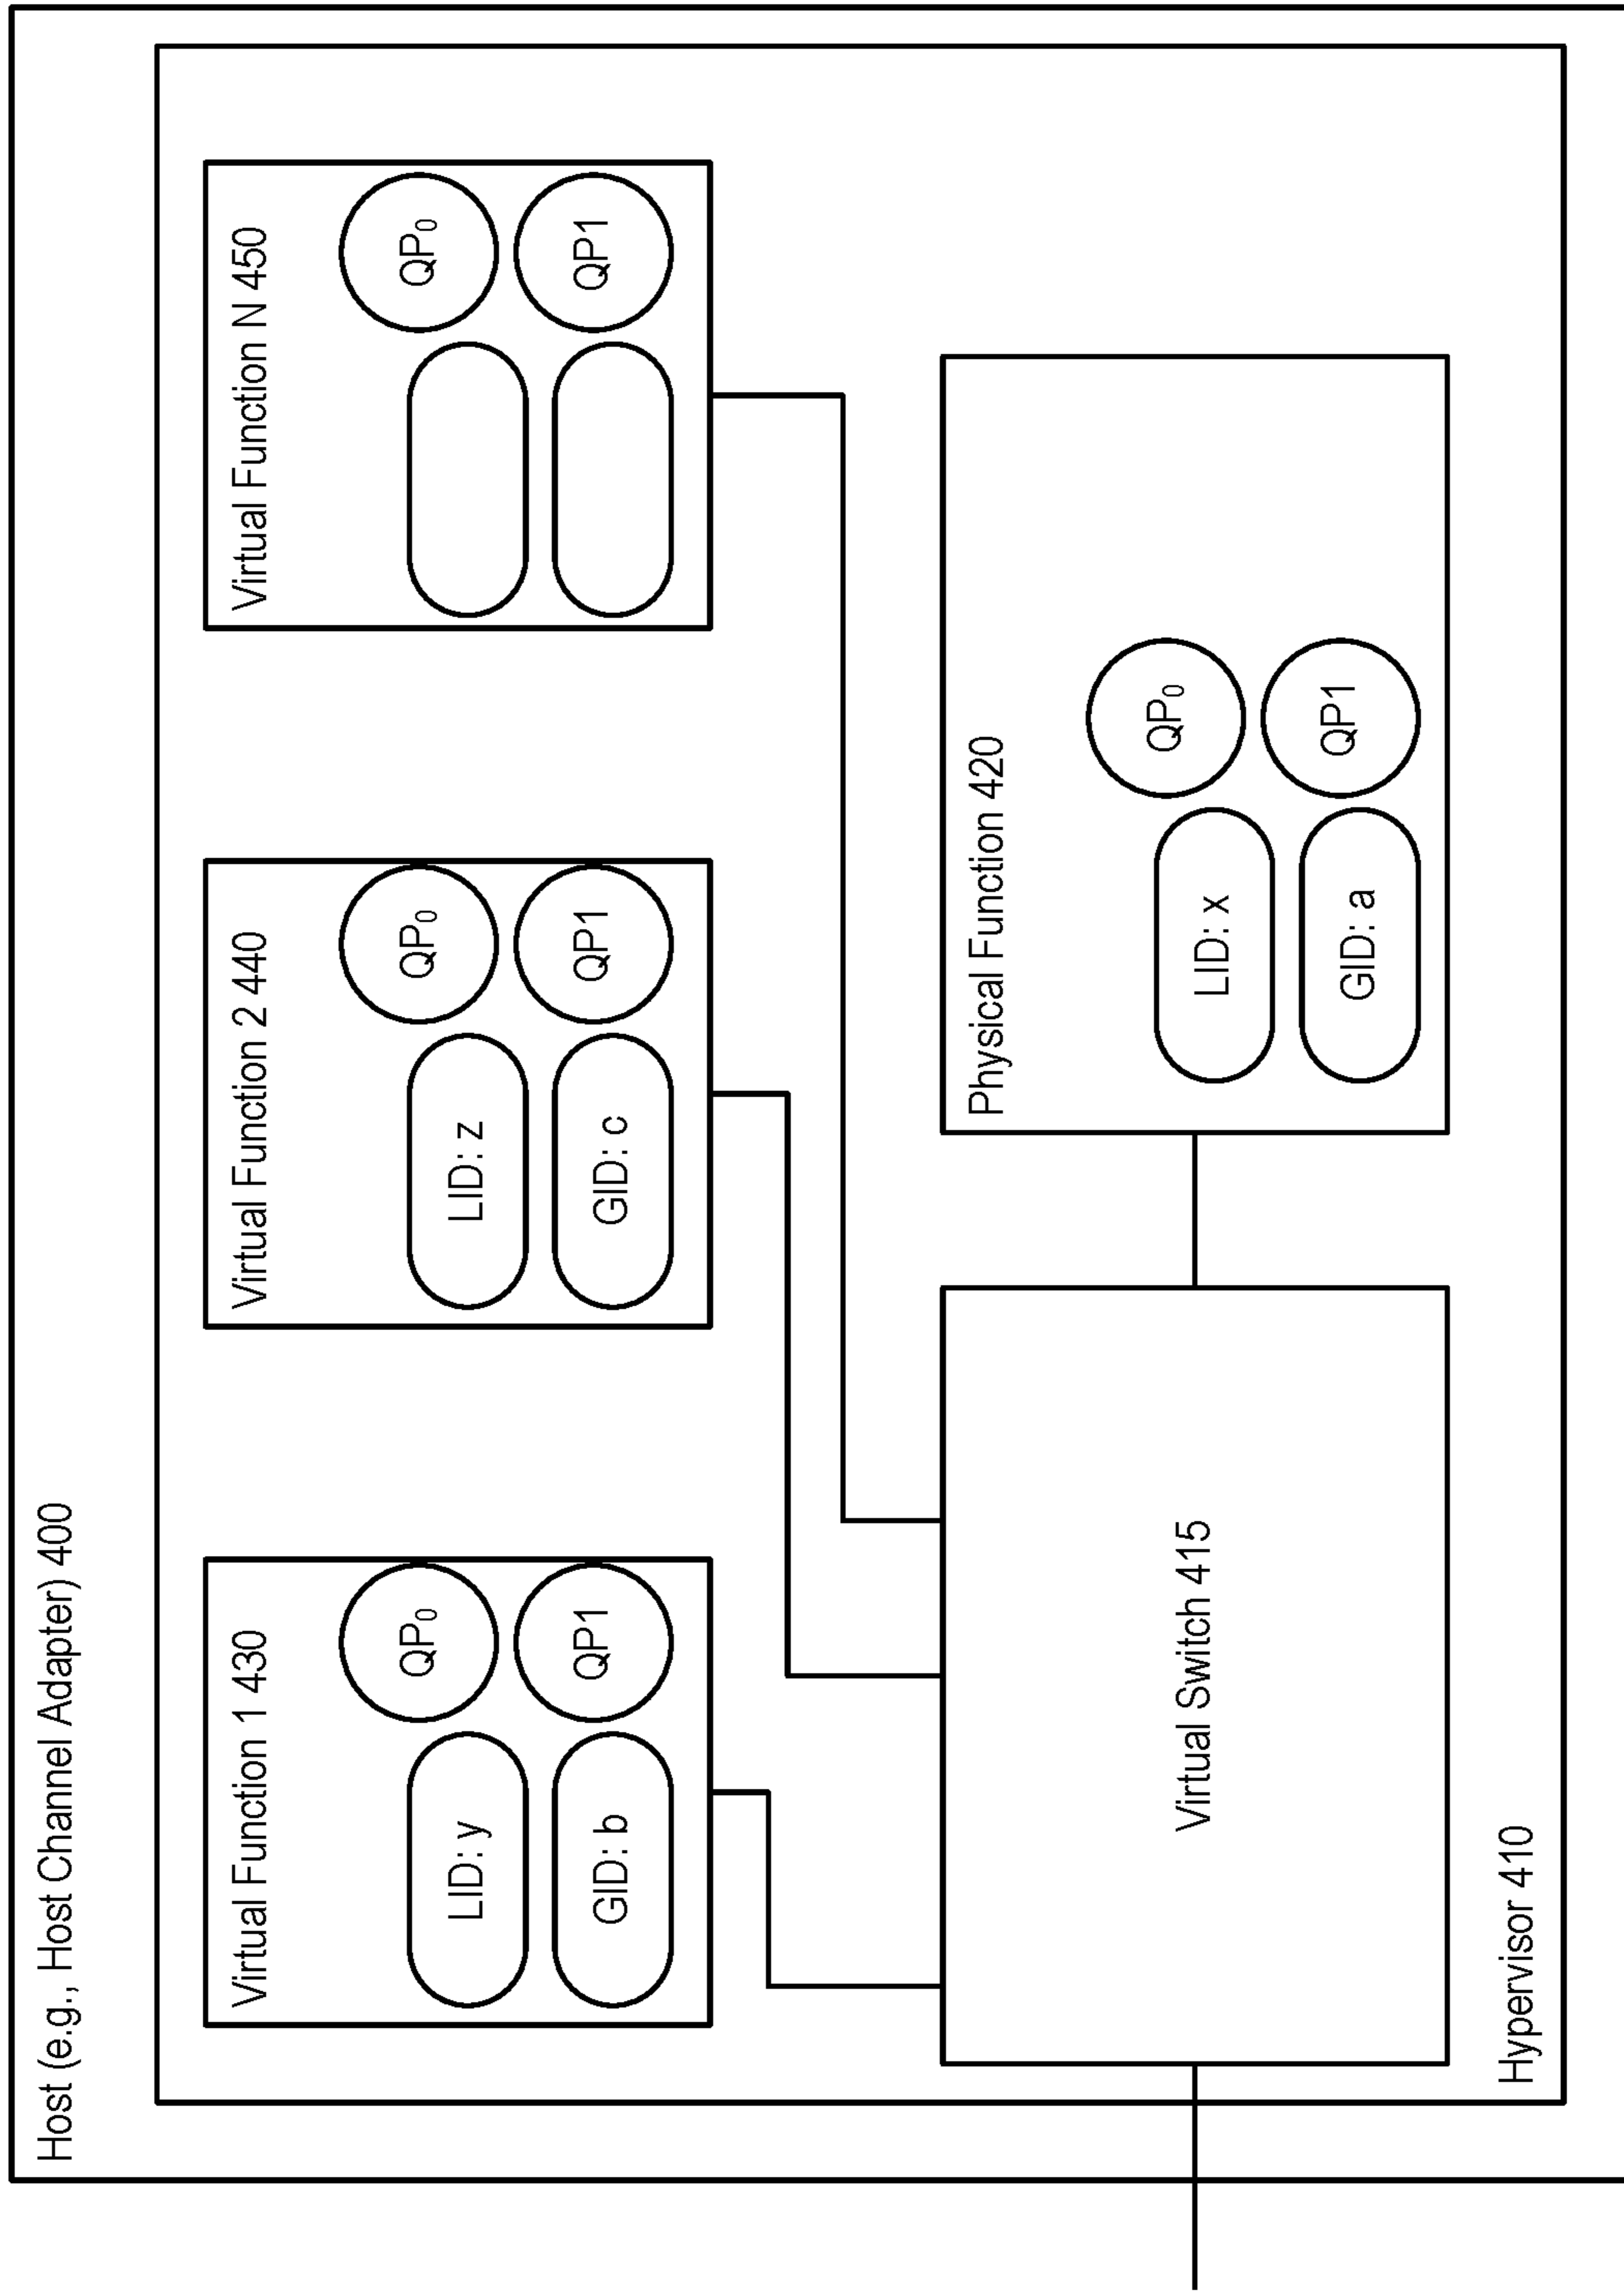 Host (e.g., Host Channel Adapter) 400
Virtual Function 1 430
QP0
LID: y
QP1
GID: b
Virtual Function 2 440
QP0
LID: z
QP1
GID: c
Virtual Function N 450
QP0
QP1
Virtual Switch 415
Physical Function 420
QP0
LID: x
QP1
GID: a
Hypervisor 410